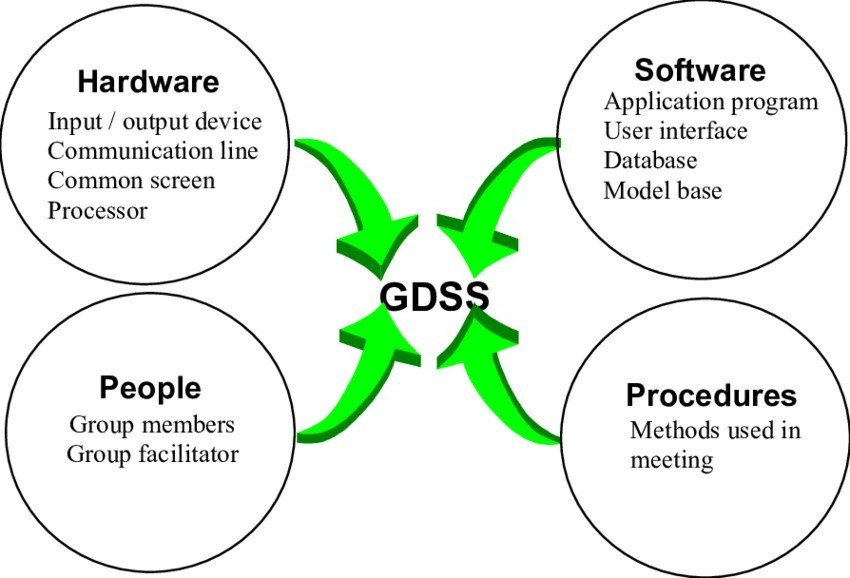 Hardware
Input / output device
Communication line
Common screen
Processor
Software
Application program
User interface
Database
Model base
GDSS
People
Group members
Group facilitator
Procedures
Methods used in
meeting